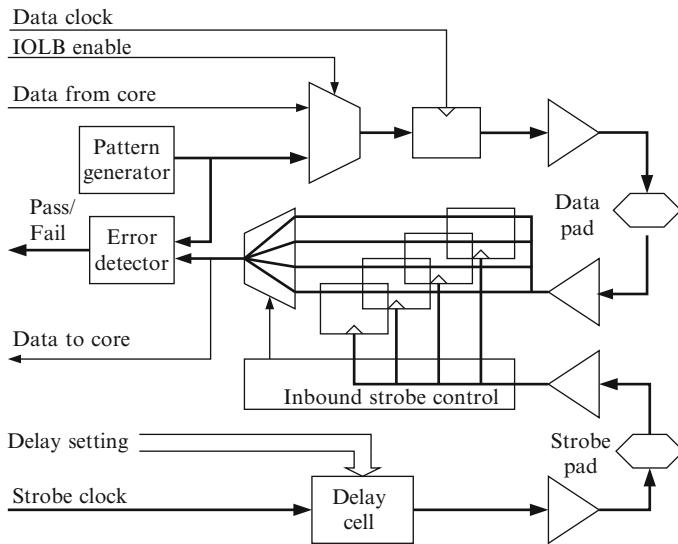 Data clock
IOLB enable
Data from core
Pattern
generator
Pass/
Fail
Error
detector
Data
pad
Data to core
Inbound strobe control
Delay setting
Strobe
pad
Strobe clock
Delay
cell